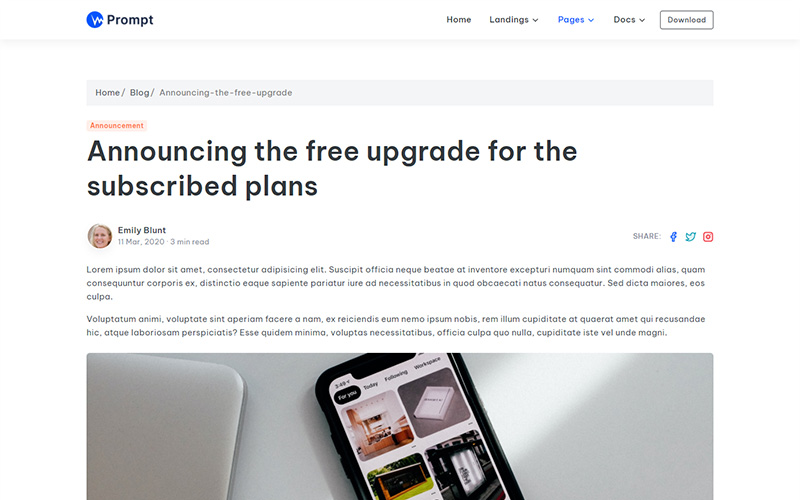 Prompt
Home Landings Pages Docs Download
Home / Blog / Announcing-the-free-upgrade
Announcement
Announcing the free upgrade for the
subscribed plans
Emily Blunt
11 Mar, 2020 · 3 min read
SHARE:
Lorem ipsum dolor sit amet, consectetur adipisicing elit. Suscipit officia neque beatae at inventore excepturi numquam sint commodi alias, quam
consequuntur corporis ex, distinctio eaque sapiente pariatur iure ad necessitatibus in quod obcaecati natus consequatur. Sed dicta maiores, eos
culpa.
Voluptatum animi, voluptate sint aperiam facere a nam, ex reiciendis eum nemo ipsum nobis, rem illum cupiditate at quaerat amet qui recusandae
hic, atque laboriosam perspiciatis? Esse quidem minima, voluptas necessitatibus, officia culpa quo nulla, cupiditate iste vel unde magni.
3:49
For you Today Following Workspace